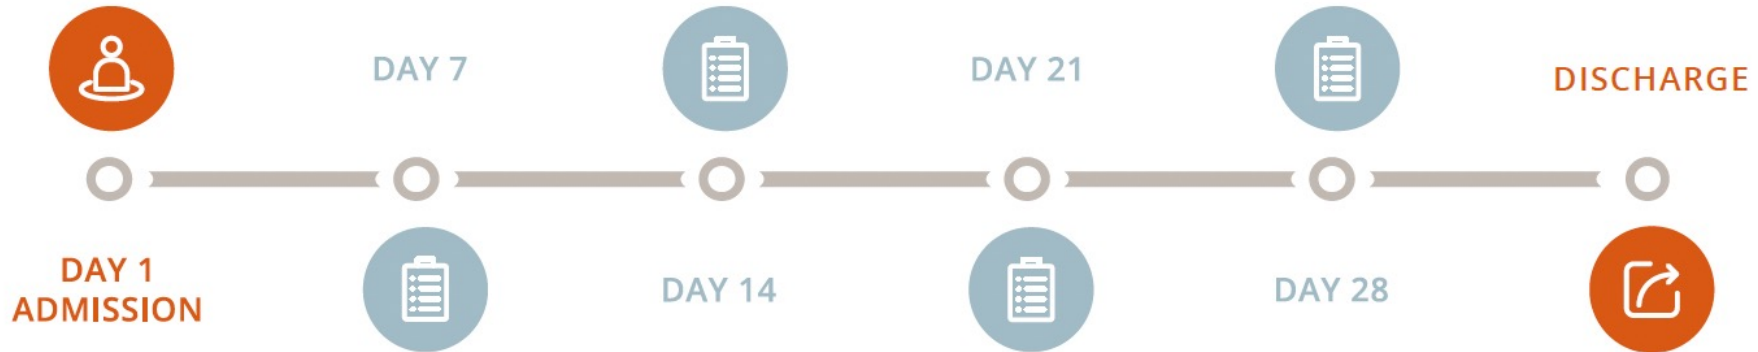 DAY 7
DAY 21
DISCHARGE
DAY 1
ADMISSION
DAY 14
DAY 28